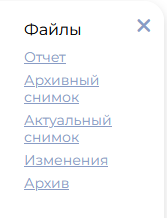 Файлы
Отчет
Архивный
снимок
Актуальный
снимок
Изменения
Архив